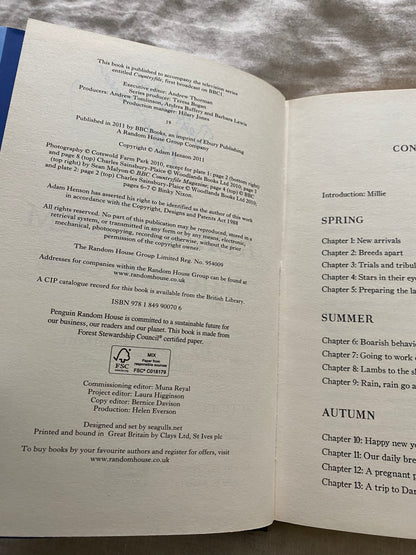 This book is published to accompany the television series
entitled Countryfile, first broadcast on BBC1
Executive editor: Andrew Thorman
Series producer: Teresa Bogan
Producers: Andrew Tomlinson, Andrea Buffery and Barbara Lewis
Production manager: Hilary Jones
Published in 2011 by BBC Books, an imprint of Ebury Publishing
A Random House Group Company
Copyright © Adam Henson 2011
Photography © Cotswold Farm Park 2010, except for plate 1: page 2 (bottom right)
and page 8 (top) Charles Sainsbury-Plaice © Woodlands Books Ltd 2010, page 5
(top right) by Sean Malyon © BBC Countryfile Magazine; page 4 (top) © BBC
and plate 2: page 2 (top) Charles Sainsbury-Plaice © Woodlands Books Ltd 2010,
pages 6–7 © Binky Nixon.
Adam Henson has asserted his right to be identified as the author of this work
in accordance with the Copyright, Designs and Patents Act 1988
All rights reserved. No part of this publication may be reproduced, stored in a
retrieval system, or transmitted in any form or by any means, electronic,
mechanical, photocopying, recording or otherwise, without the prior
permission of the copyright owner.
The Random House Group Limited Reg. No. 954009
Addresses for companies within the Random House Group can be found at
www.randomhouse.co.uk
A CIP catalogue record for this book is available from the British Library.
ISBN 978 1 849 90070 6
Penguin Random House is committed to a sustainable future for
our business, our readers and our planet. This book is made from
Forest Stewardship Council® certified paper.
FSC
MIX
Paper from
responsible sources
FSC® C018179
Commissioning editor: Muna Reyal
Project editor: Laura Higginson
Copy editor: Bernice Davison
Production: Helen Everson
Designed and set by seagulls.net
Printed and bound in Great Britain by Clays Ltd, St Ives plc
To buy books by your favourite authors and register for offers, visit
www.randomhouse.co.uk
CON
Introduction: Millie
SPRING
Chapter 1: New arrivals
Chapter 2: Breeds apart
Chapter 3: Trials and tribul
Chapter 4: Stars in their eye
Chapter 5: Preparing the la
SUMMER
Chapter 6: Boarish behavio
Chapter 7: Going to work o
Chapter 8: Lambs to the sl
Chapter 9: Rain, rain go a
AUTUMN
Chapter 10: Happy new ye
Chapter 11: Our daily bre
Chapter 12: A pregnant p
Chapter 13: A trip to Dar